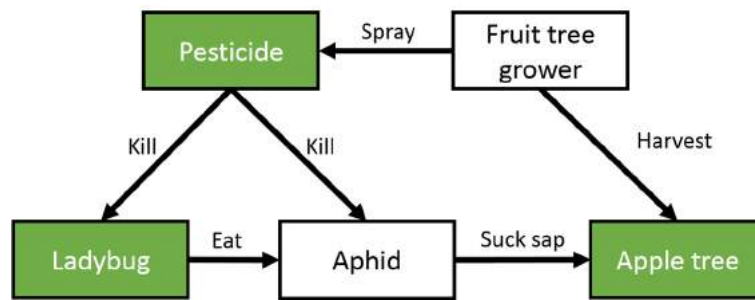 Pesticide
Spray
Fruit tree
grower
Kill
Kill
Harvest
Ladybug
Eat
Aphid
Suck sap
Apple tree